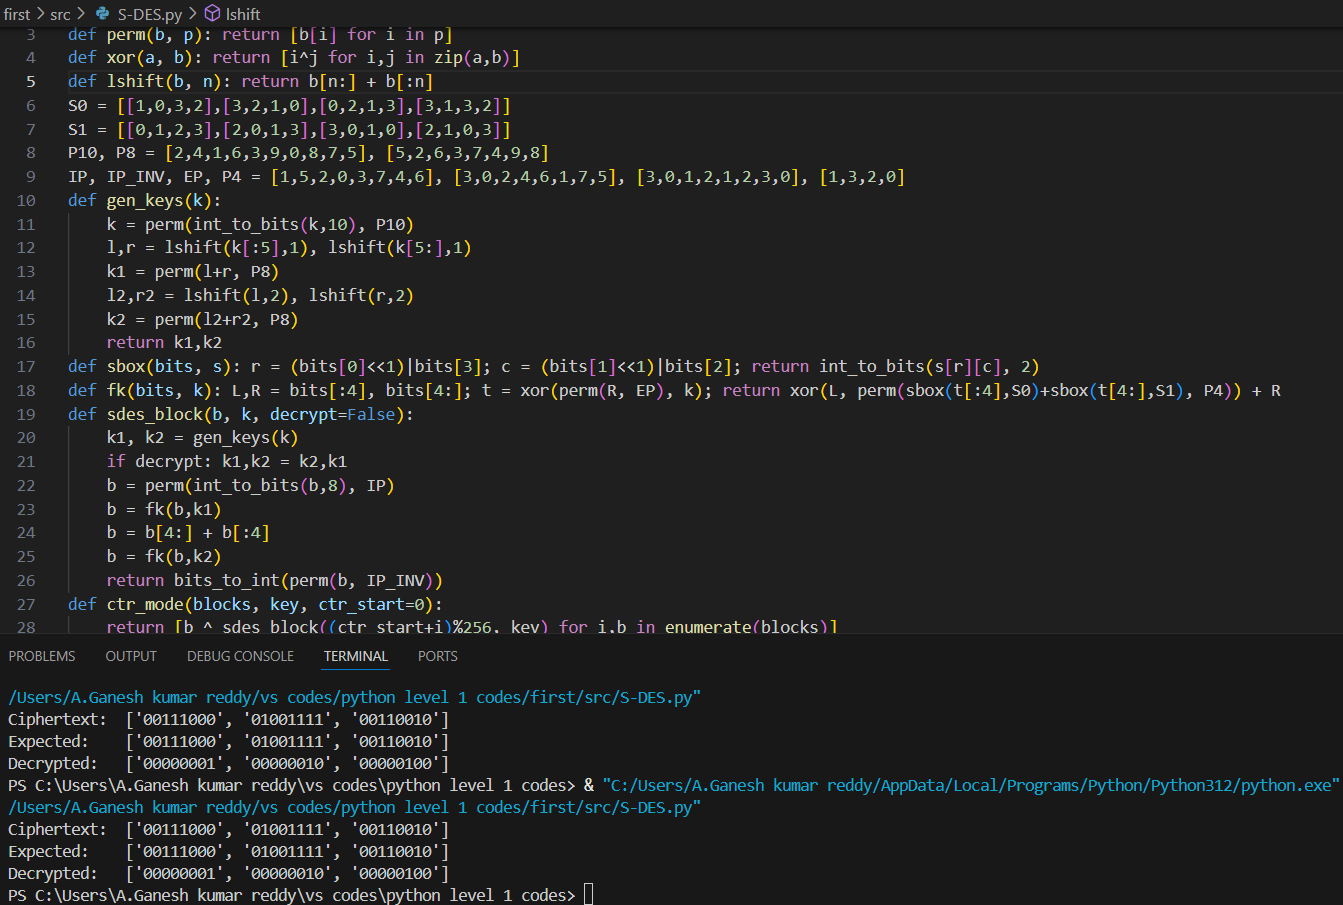 first > src > S-DES.py > lshift
3 def perm(b, p): return [b[i] for i in p]
4 def xor(a, b): return [i^j for i,j in zip(a,b)]
5 def lshift(b, n): return b[n:] + b[:n]
6 S0 = [[1,0,3,2],[3,2,1,0],[0,2,1,3],[3,1,3,2]]
7 S1 = [[0,1,2,3],[2,0,1,3],[3,0,1,0],[2,1,0,3]]
8 P10, P8 = [2,4,1,6,3,9,0,8,7,5], [5,2,6,3,7,4,9,8]
9 IP, IP_INV, EP, P4 = [1,5,2,0,3,7,4,6], [3,0,2,4,6,1,7,5], [3,0,1,2,1,2,3,0], [1,3,2,0]
10 def gen_keys(k):
11     k = perm(int_to_bits(k,10), P10)
12     l,r = lshift(k[:5],1), lshift(k[5:],1)
13     k1 = perm(l+r, P8)
14     l2,r2 = lshift(l,2), lshift(r,2)
15     k2 = perm(l2+r2, P8)
16     return k1,k2
17 def sbox(bits, s): r = (bits[0]<<1)|bits[3]; c = (bits[1]<<1)|bits[2]; return int_to_bits(s[r][c], 2)
18 def fk(bits, k): L,R = bits[:4], bits[4:]; t = xor(perm(R, EP), k); return xor(L, perm(sbox(t[:4],S0)+sbox(t[4:],S1), P4)) + R
19 def sdes_block(b, k, decrypt=False):
20     k1, k2 = gen_keys(k)
21     if decrypt: k1,k2 = k2,k1
22     b = perm(int_to_bits(b,8), IP)
23     b = fk(b,k1)
24     b = b[4:] + b[:4]
25     b = fk(b,k2)
26     return bits_to_int(perm(b, IP_INV))
27 def ctr_mode(blocks, key, ctr_start=0):
28     return [b ^ sdes_block((ctr_start+i)%256, key) for i,b in enumerate(blocks)]
PROBLEMS OUTPUT DEBUG CONSOLE TERMINAL PORTS
/Users/A.Ganesh kumar reddy/vs codes/python level 1 codes/first/src/S-DES.py"
Ciphertext: ['00111000', '01001111', '00110010']
Expected: ['00111000', '01001111', '00110010']
Decrypted: ['00000001', '00000010', '00000100']
PS C:\Users\A.Ganesh kumar reddy\vs codes\python level 1 codes> & "C:/Users/A.Ganesh kumar reddy/AppData/Local/Programs/Python/Python312/python.exe"
/Users/A.Ganesh kumar reddy/vs codes/python level 1 codes/first/src/S-DES.py"
Ciphertext: ['00111000', '01001111', '00110010']
Expected: ['00111000', '01001111', '00110010']
Decrypted: ['00000001', '00000010', '00000100']
PS C:\Users\A.Ganesh kumar reddy\vs codes\python level 1 codes>